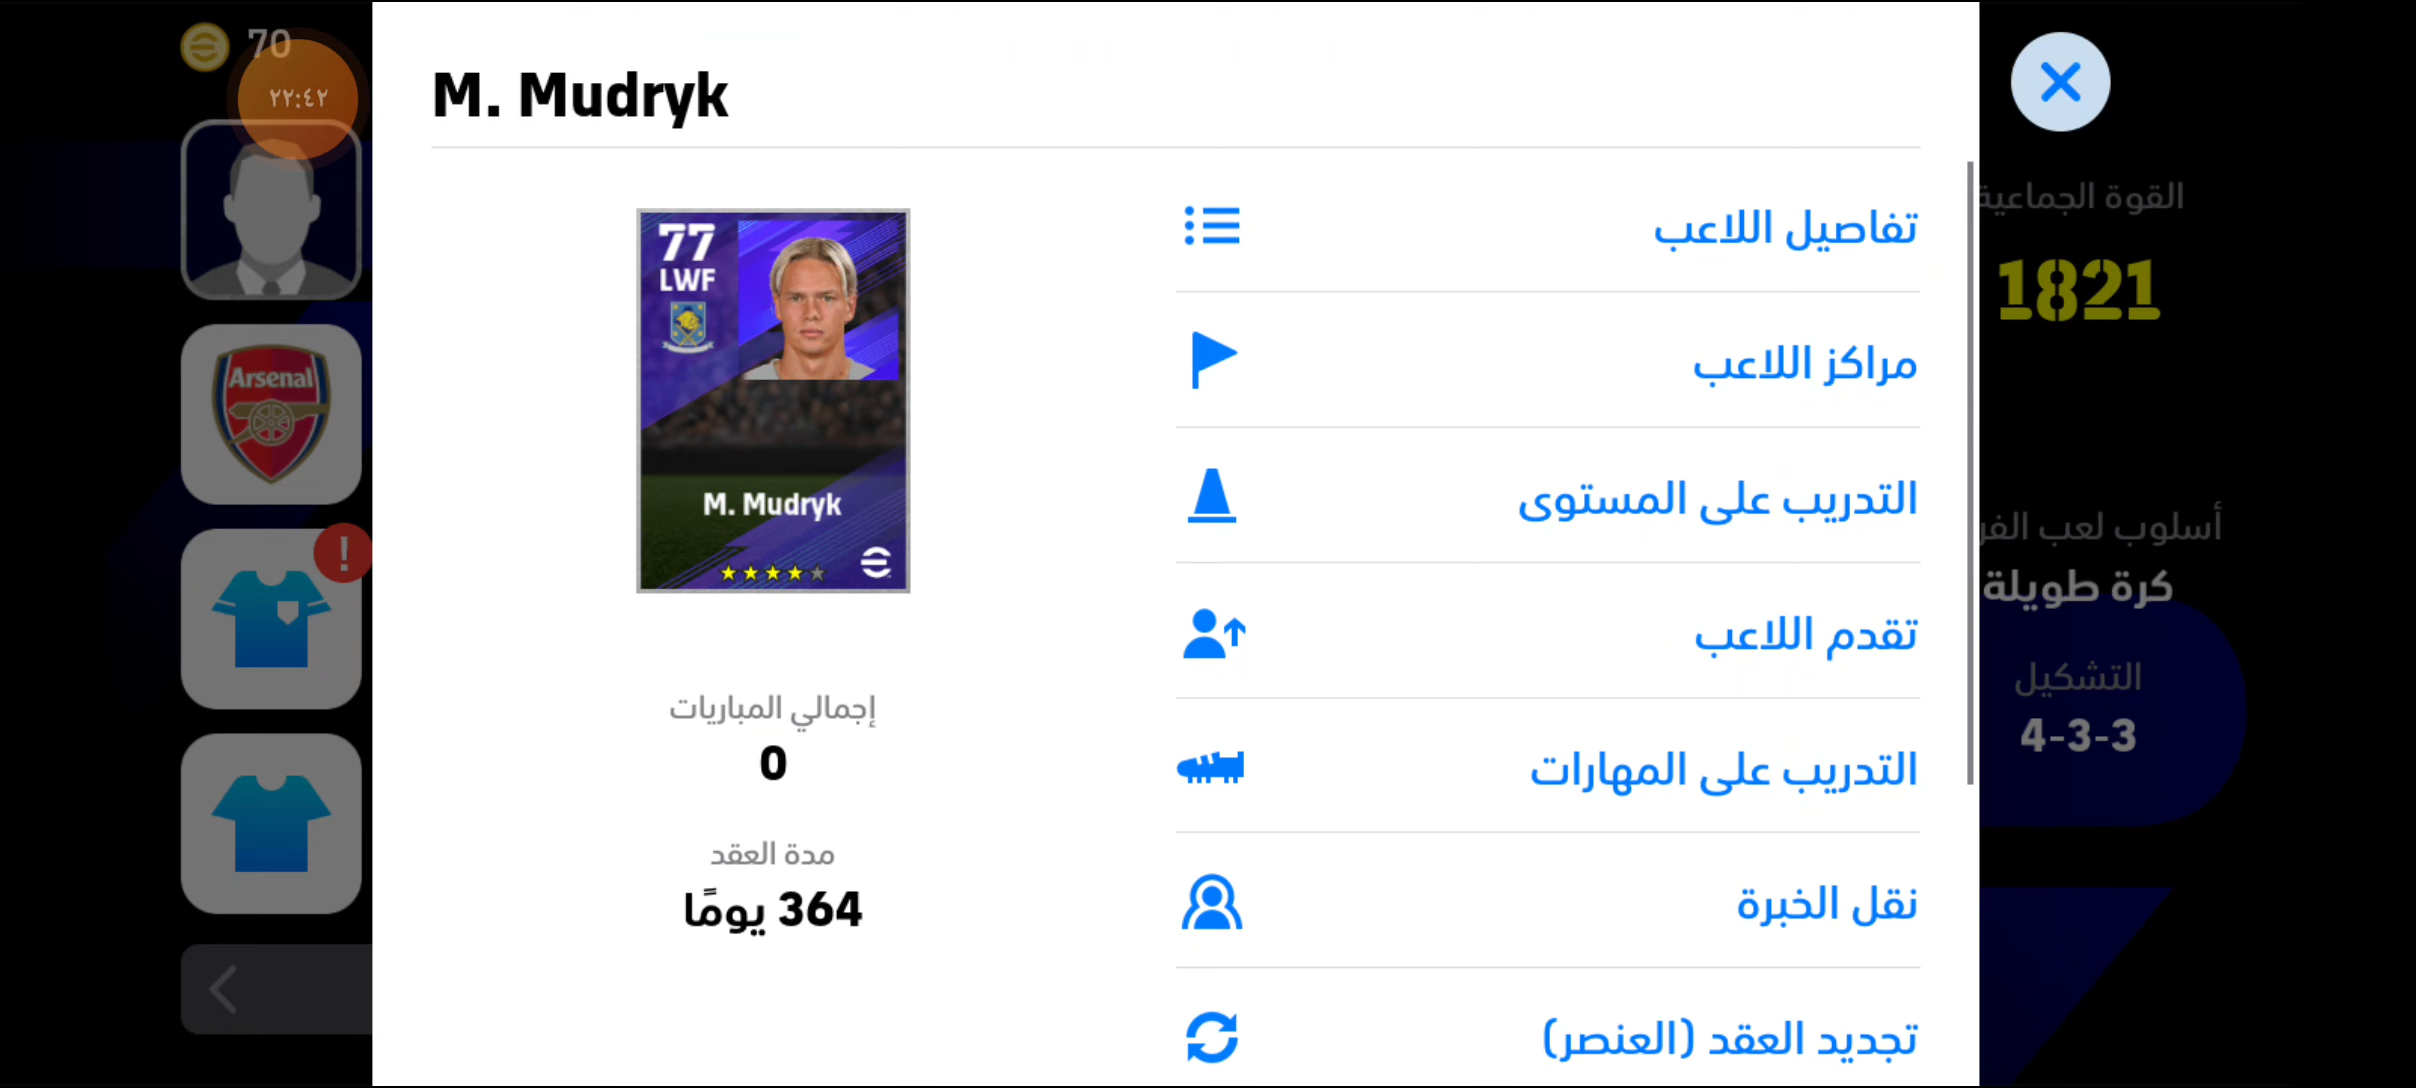 70
٢٢:٤٢
M. Mudryk
77
LWF
M. Mudryk
إجمالي المباريات
0
مدة العقد
364 يومًا
تفاصيل اللاعب
مراكز اللاعب
التدريب على المستوى
تقدم اللاعب
التدريب على المهارات
نقل الخبرة
تجديد العقد (العنصر)
Arsenal
!
القوة الجماعية
1821
أسلوب لعب
كرة طويلة
التشكيل
4-3-3